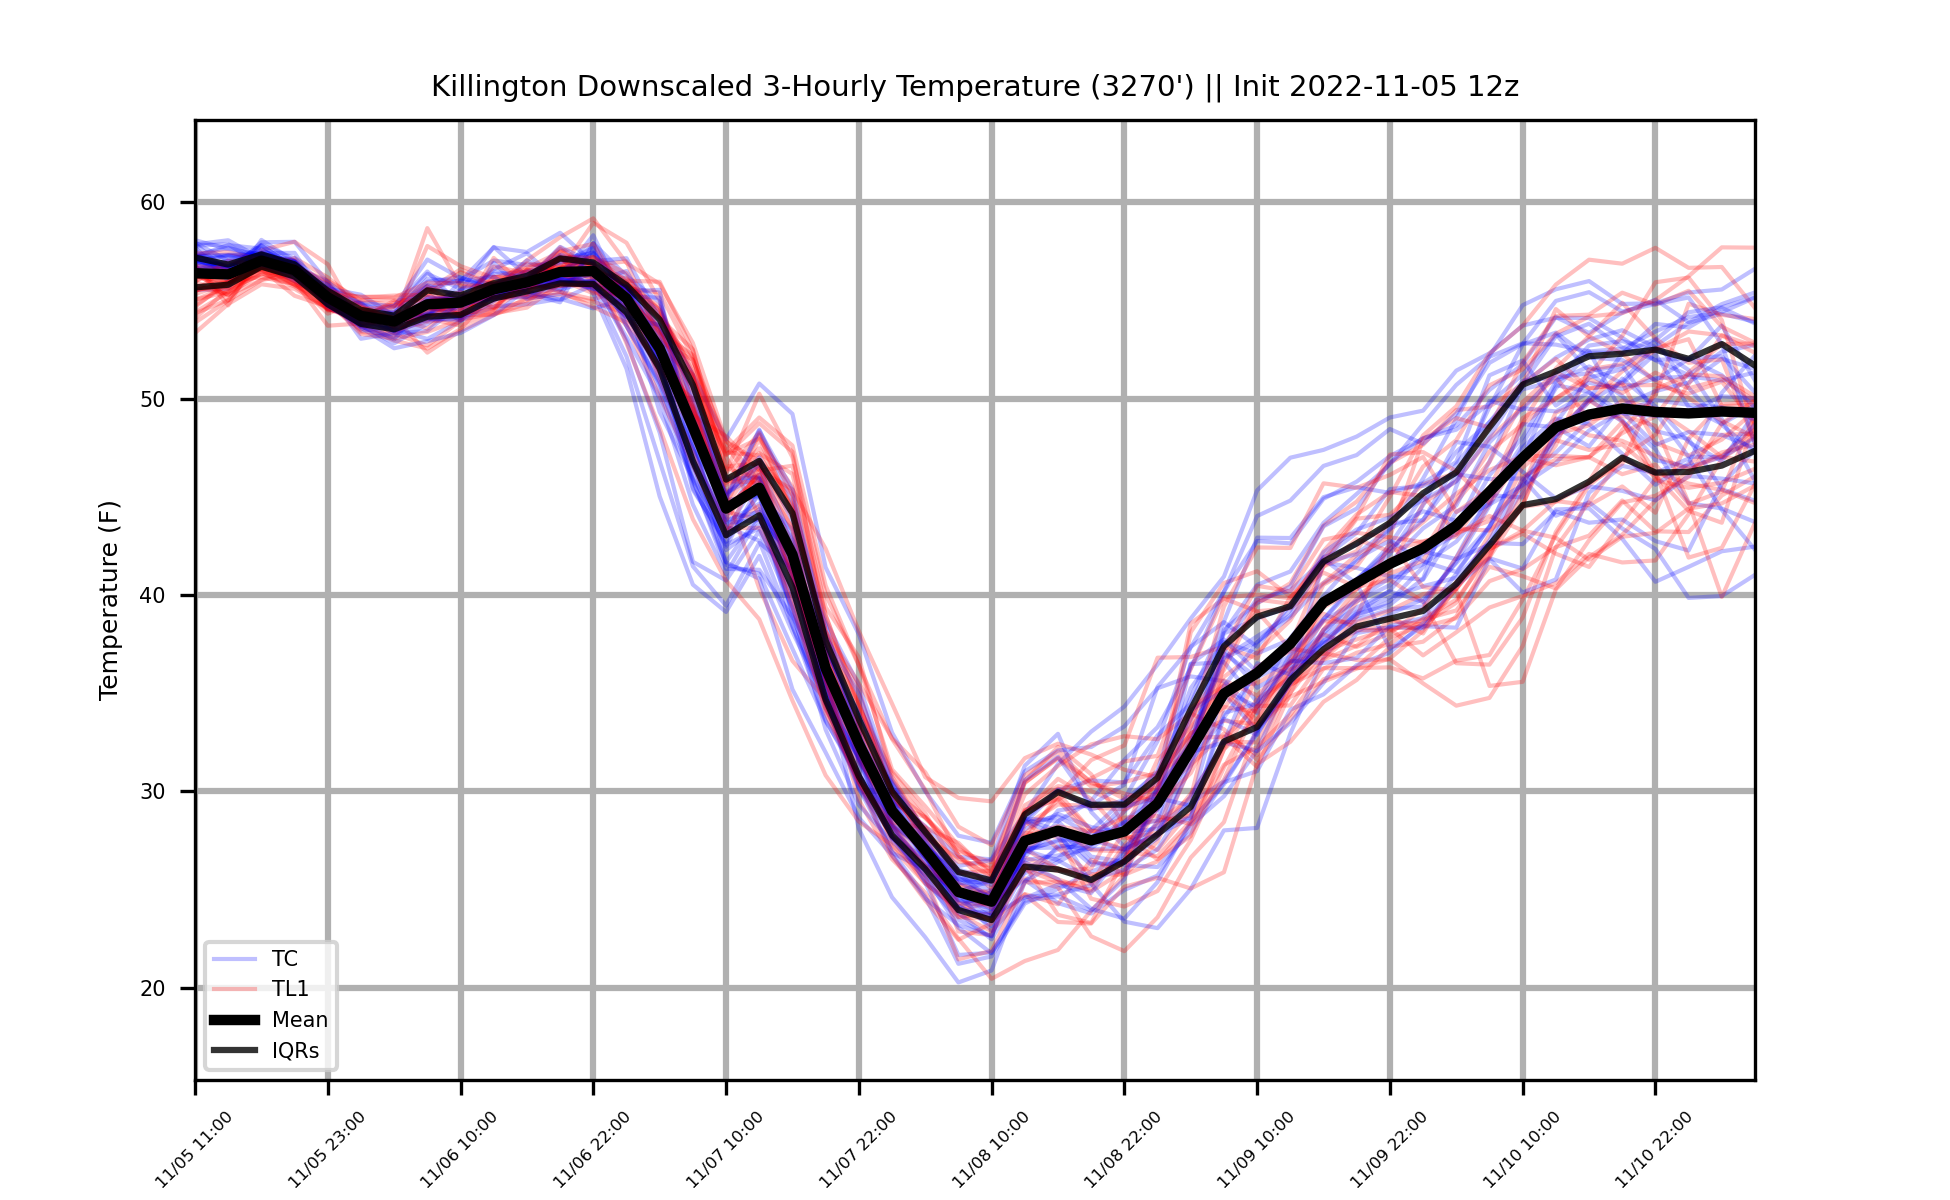 Killington Downscaled 3-Hourly Temperature (3270') || Init 2022-11-05 12z
Temperature (F)
60
50
40
30
20
TC
TL1
Mean
IQRs
11/05 11:00
11/05 23:00
11/06 10:00
11/06 22:00
11/07 10:00
11/07 22:00
11/08 10:00
11/08 22:00
11/09 10:00
11/09 22:00
11/10 10:00
11/10 22:00